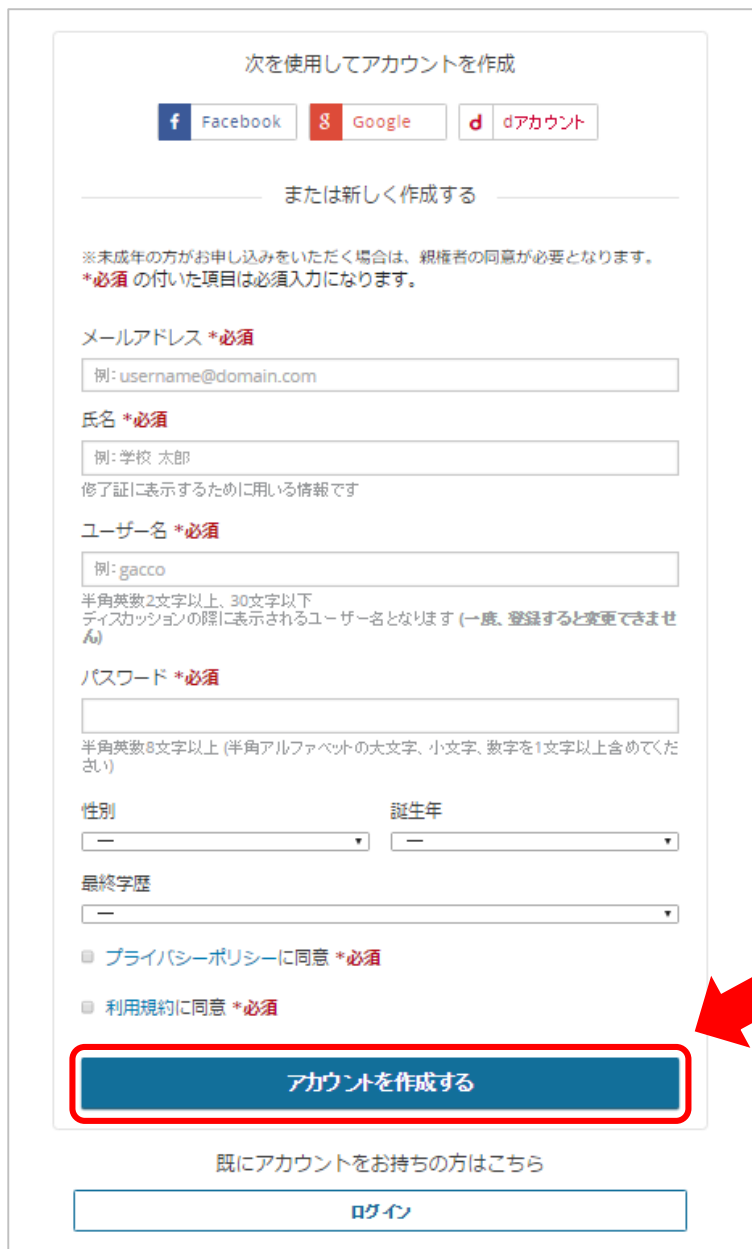 次を使用してアカウントを作成
f Facebook g Google d dアカウント
または新しく作成する
※未成年の方がお申し込みをいただく場合は、親権者の同意が必要となります。
*必須 の付いた項目は必須入力になります。
メールアドレス *必須
例: username@domain.com
氏名 *必須
例: 学校 太郎
修了証に表示するために用いる情報です
ユーザー名 *必須
例: gacco
半角英数2文字以上、30文字以下
ディスカッションの際に表示されるユーザー名となります (一度、登録すると変更できませ
ん)
パスワード *必須
半角英数8文字以上 (半角アルファベットの大文字、小文字、数字を1文字以上含めてくだ
さい)
性別 誕生年
— —
最終学歴
—
プライバシーポリシーに同意 *必須
利用規約に同意 *必須
アカウントを作成する
既にアカウントをお持ちの方はこちら
ログイン